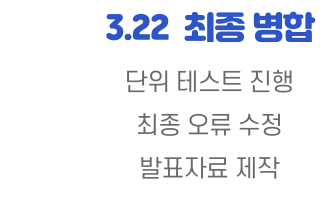 3.22 최종 병합
단위 테스트 진행
최종 오류 수정
발표자료 제작